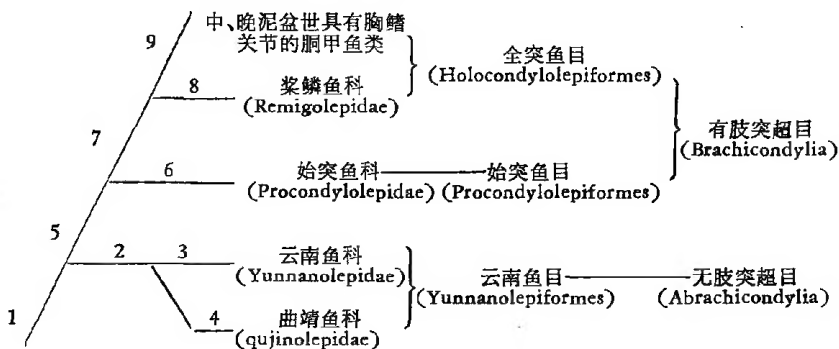 9
中、晚泥盆世具有胸鳍
关节的胴甲鱼类
全突鱼目
(Holocondylolepiformes)
8
桨鳞鱼科
(Remigolepidae)
7
有肢突超目
(Brachicondylia)
6
始突鱼科 始突鱼目
(Procondylolepidae) (Procondylolepiformes)
5
2 3
云南鱼科
(Yunnanolepidae)
云南鱼目 无肢突超目
(Yunnanolepiformes) (Abrachicondylia)
1
4
曲靖鱼科
(qujinolepidae)